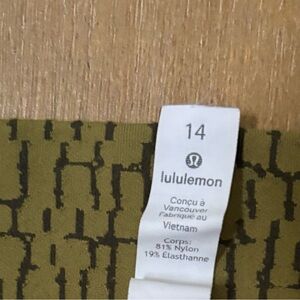 14
lululemon
Conçu à
Vancouver
Fabriqué au
Vietnam
Corps:
81% Nylon
19% Élasthanne